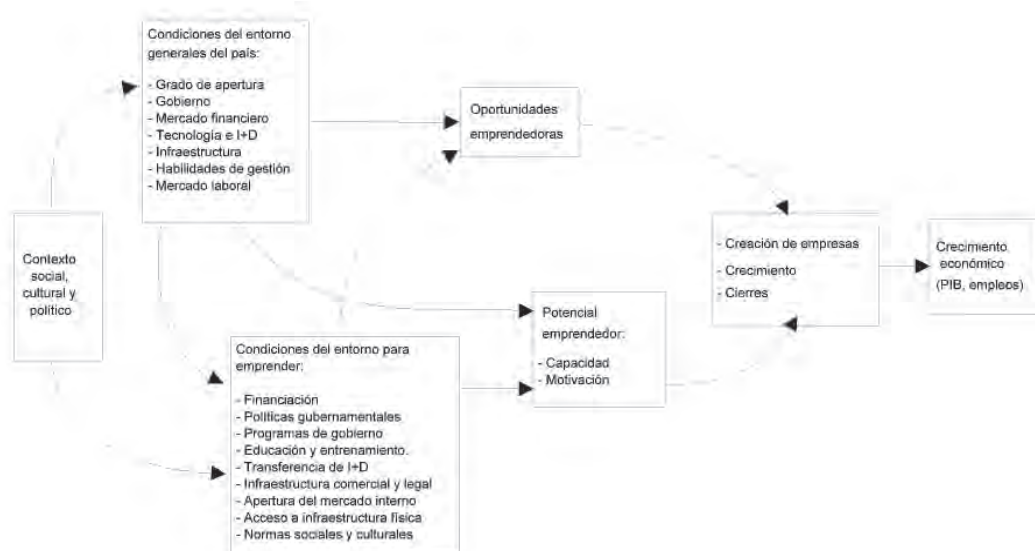 Condiciones del entorno
generales del país:
- Grado de apertura
- Gobierno
- Mercado financiero
- Tecnología e I+D
- Infraestructura
- Habilidades de gestión
- Mercado laboral
Oportunidades
emprendedoras
Contexto
social,
cultural y
político
- Creación de empresas
- Crecimiento
- Cierres
Crecimiento
económico
(PIB, empleos)
Potencial
emprendedor:
- Capacidad
- Motivación
Condiciones del entorno para
emprender:
- Financiación
- Políticas gubernamentales
- Programas de gobierno
- Educación y entrenamiento.
- Transferencia de I+D
- Infraestructura comercial y legal
- Apertura del mercado interno
- Acceso a infraestructura física
- Normas sociales y culturales